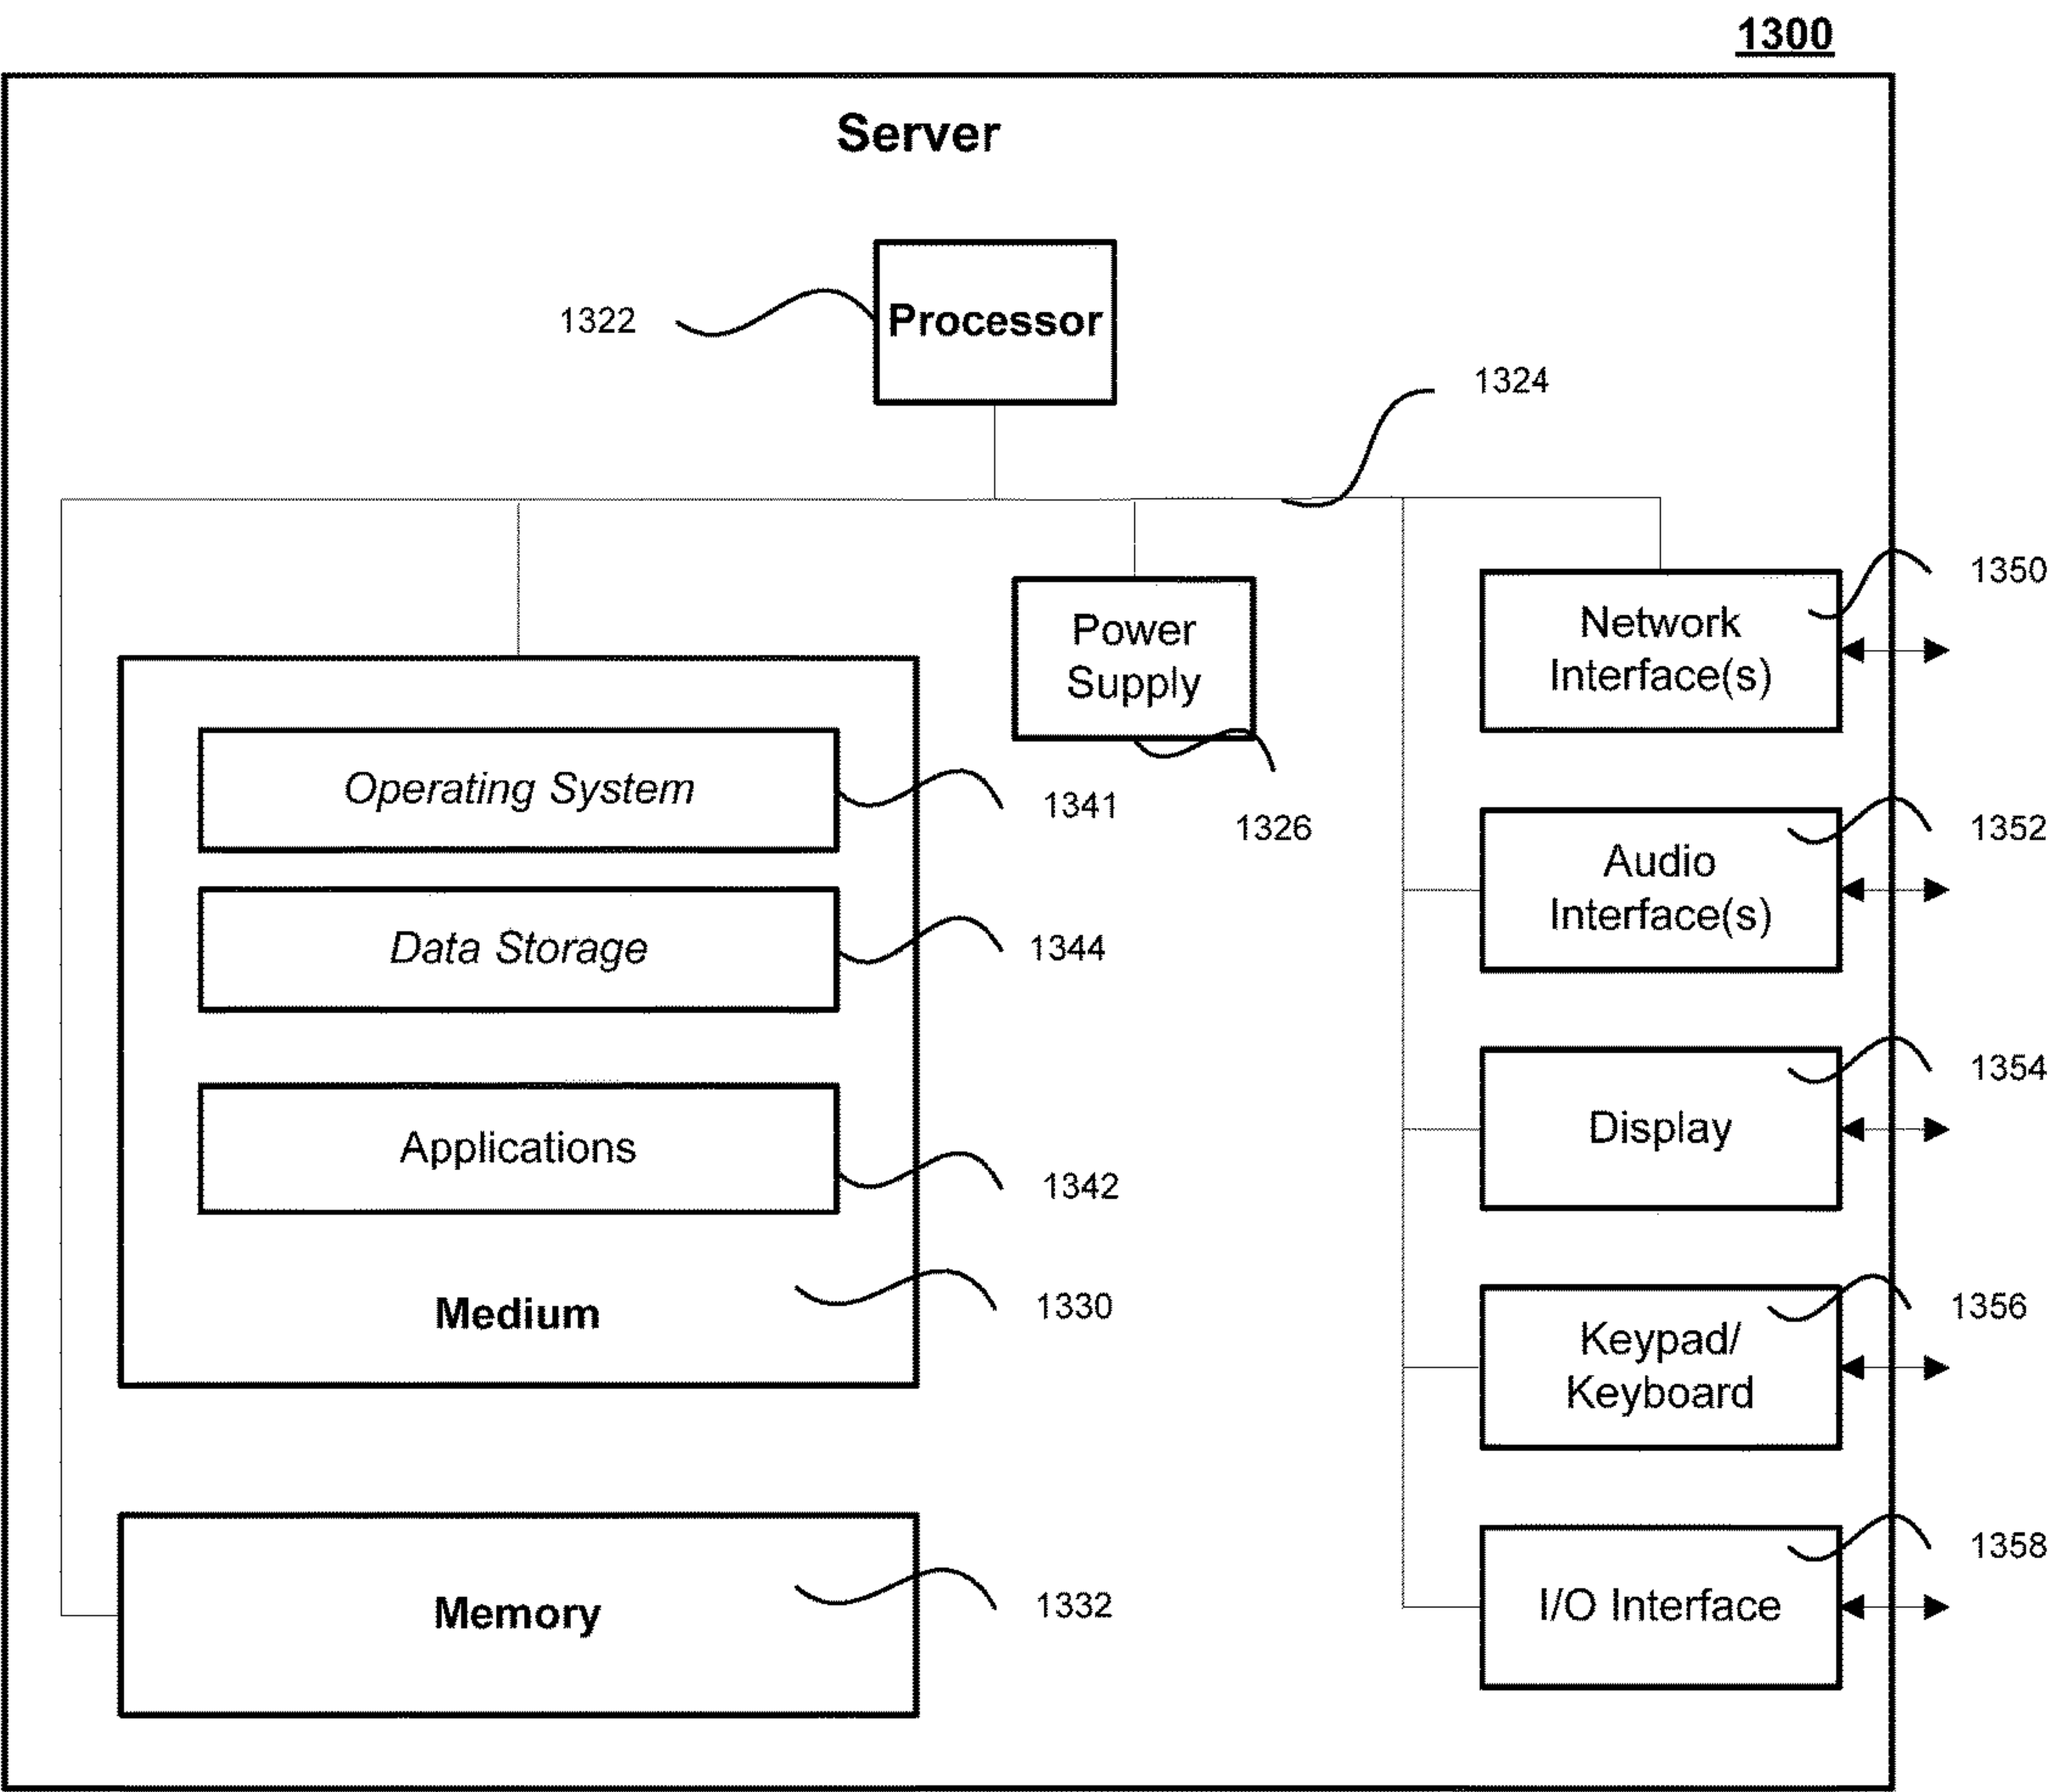 1300
Server
1322
Processor
1324
1350
Network
Interface(s)
Power
Supply
1326
Operating System
1341
Data Storage
1344
Applications
1342
Medium
1330
Memory
1332
1352
Audio
Interface(s)
1354
Display
1356
Keypad/
Keyboard
1358
I/O Interface